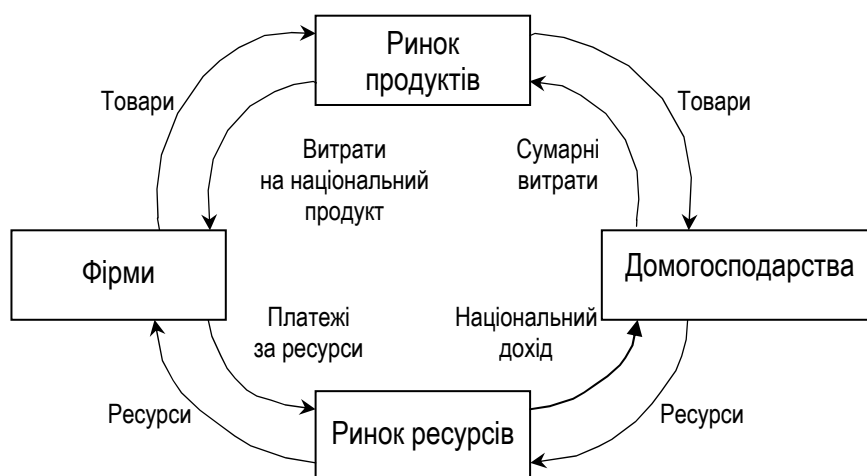 Ринок
продуктів
Товари
Товари
Витрати
на національний
продукт
Сумарні
витрати
Фірми
Домогосподарства
Платежі
за ресурси
Національний
дохід
Ресурси
Ринок ресурсів
Ресурси